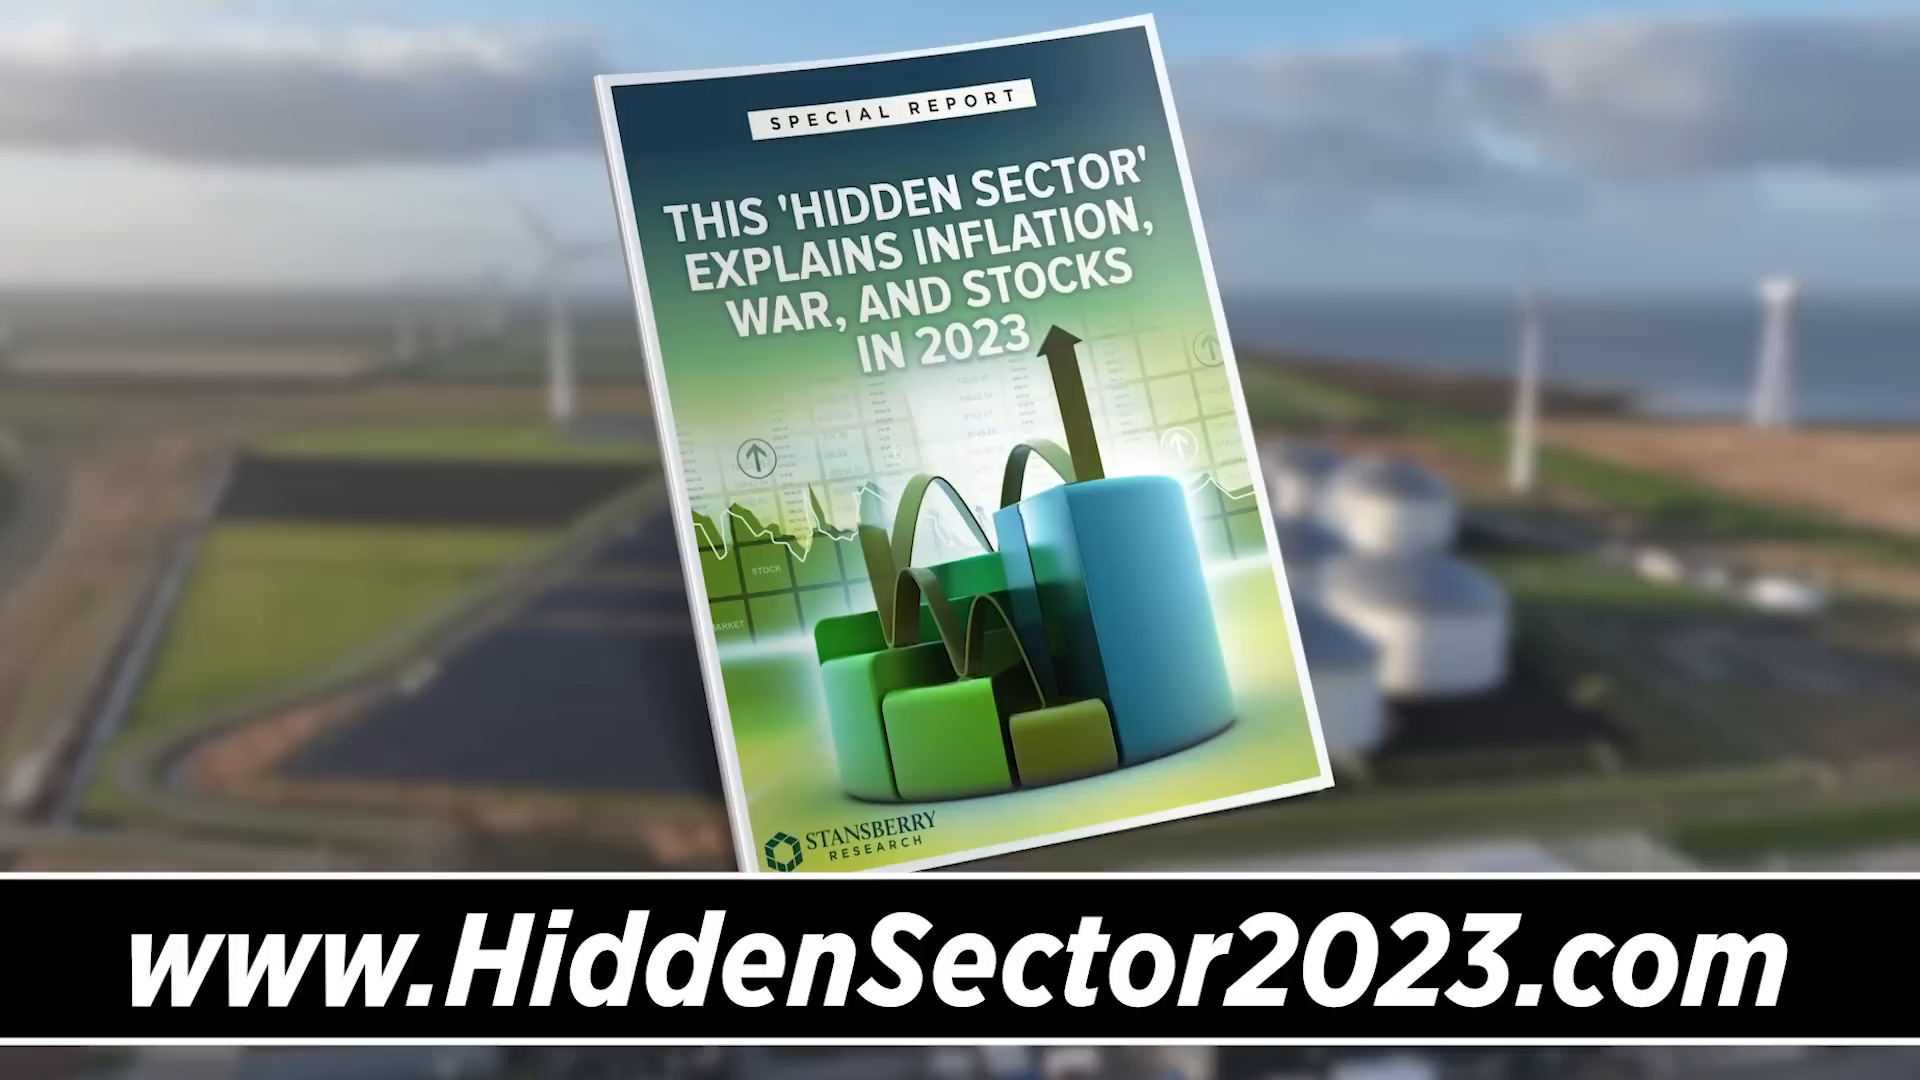 SPECIAL REPORT
THIS 'HIDDEN SECTOR'
EXPLAINS INFLATION,
WAR, AND STOCKS
IN 2023
STOCK
STANSBERRY
RESEARCH
www.HiddenSector2023.com